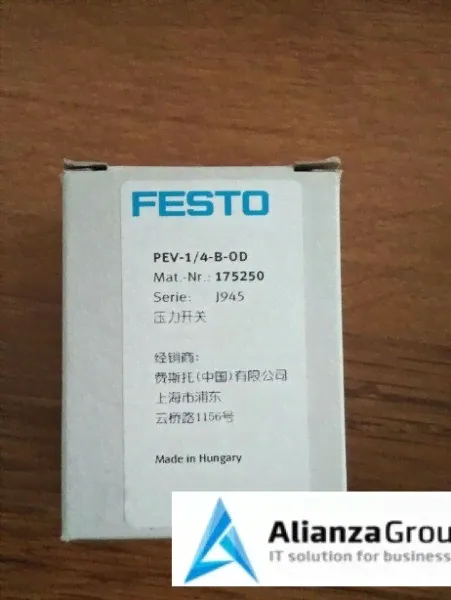 FESTO
PEV-1/4-B-OD
Mat.-Nr.: 175250
Serie: J945
压力开关
经销商:
费斯托(中国)有限公司
上海市浦东
云桥路1156号
Made in Hungary
AlianzaGrou
IT solution for business